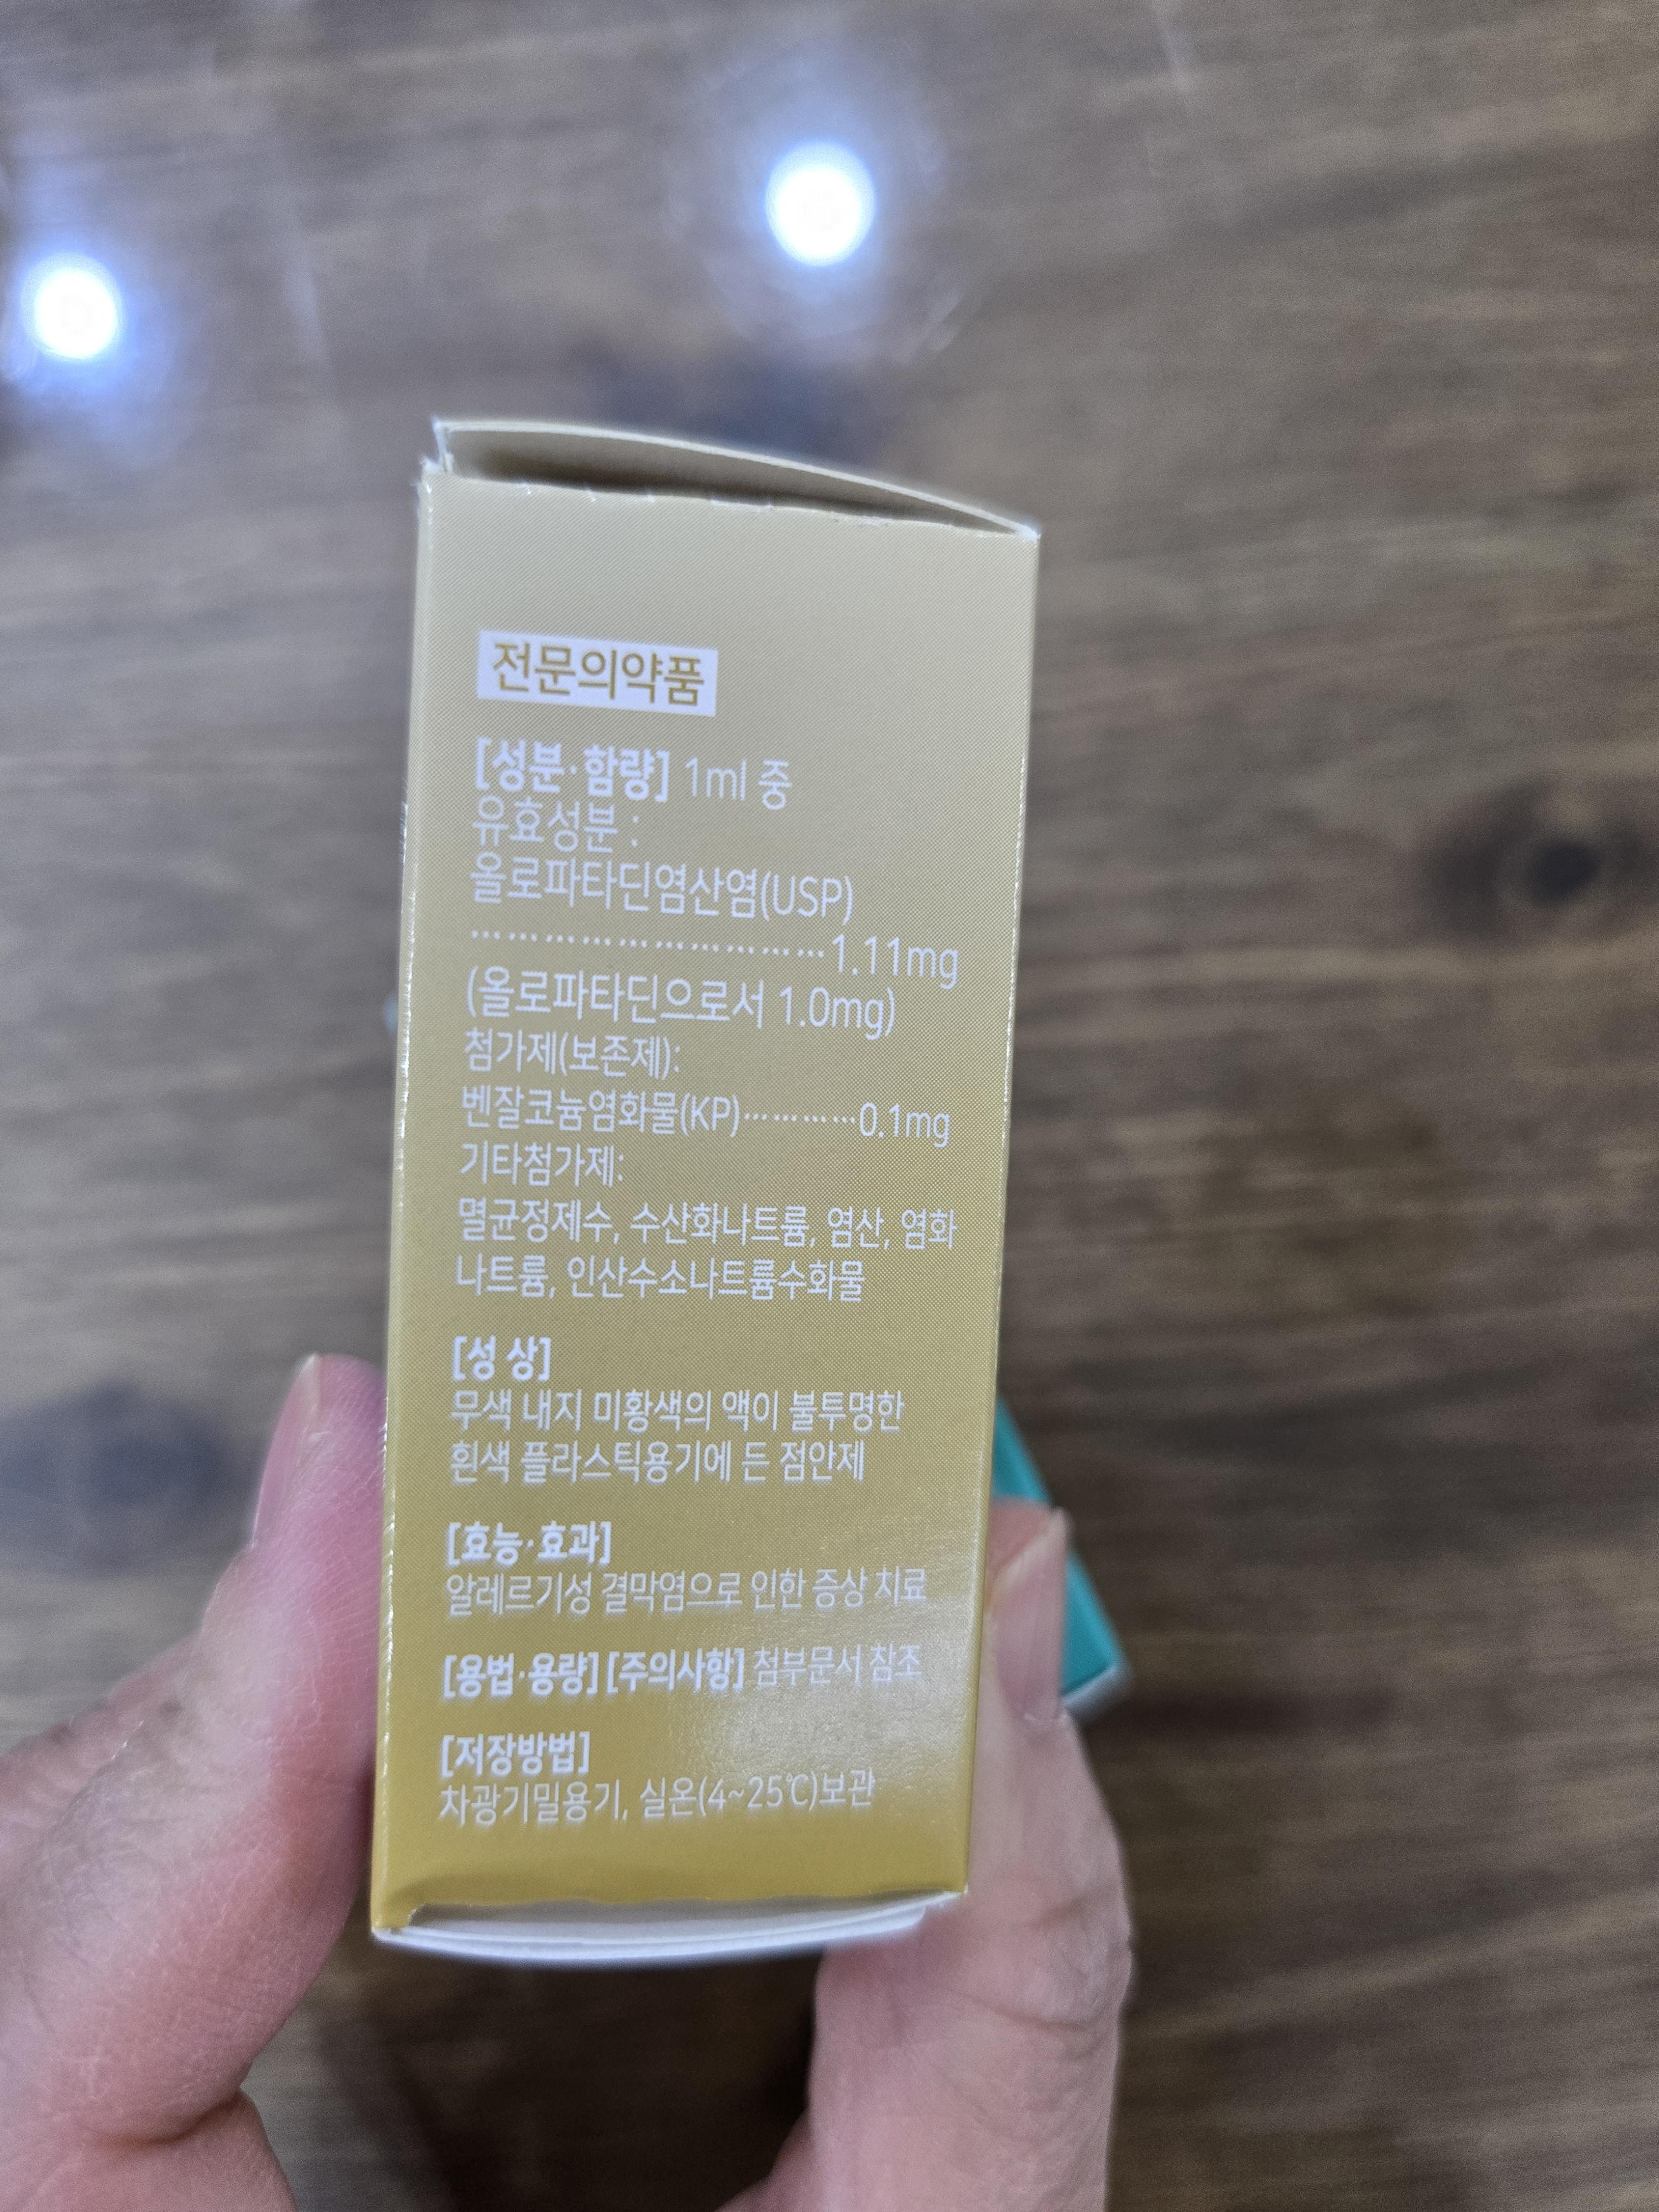 전문의약품
[성분·함량] 1ml 중
유효성분 :
올로파타딘염산염(USP)
…………………………1.11mg
(올로파타딘으로서 1.0mg)
첨가제(보존제):
벤잘코늄염화물(KP)…………0.1mg
기타첨가제:
멸균정제수, 수산화나트륨, 염산, 염화
나트륨, 인산수소나트륨수화물
[성 상]
무색 내지 미황색의 액이 불투명한
흰색 플라스틱용기에 든 점안제
[효능·효과]
알레르기성 결막염으로 인한 증상 치료
[용법·용량] [주의사항] 첨부문서 참조
[저장방법]
차광기밀용기, 실온(4~25℃)보관